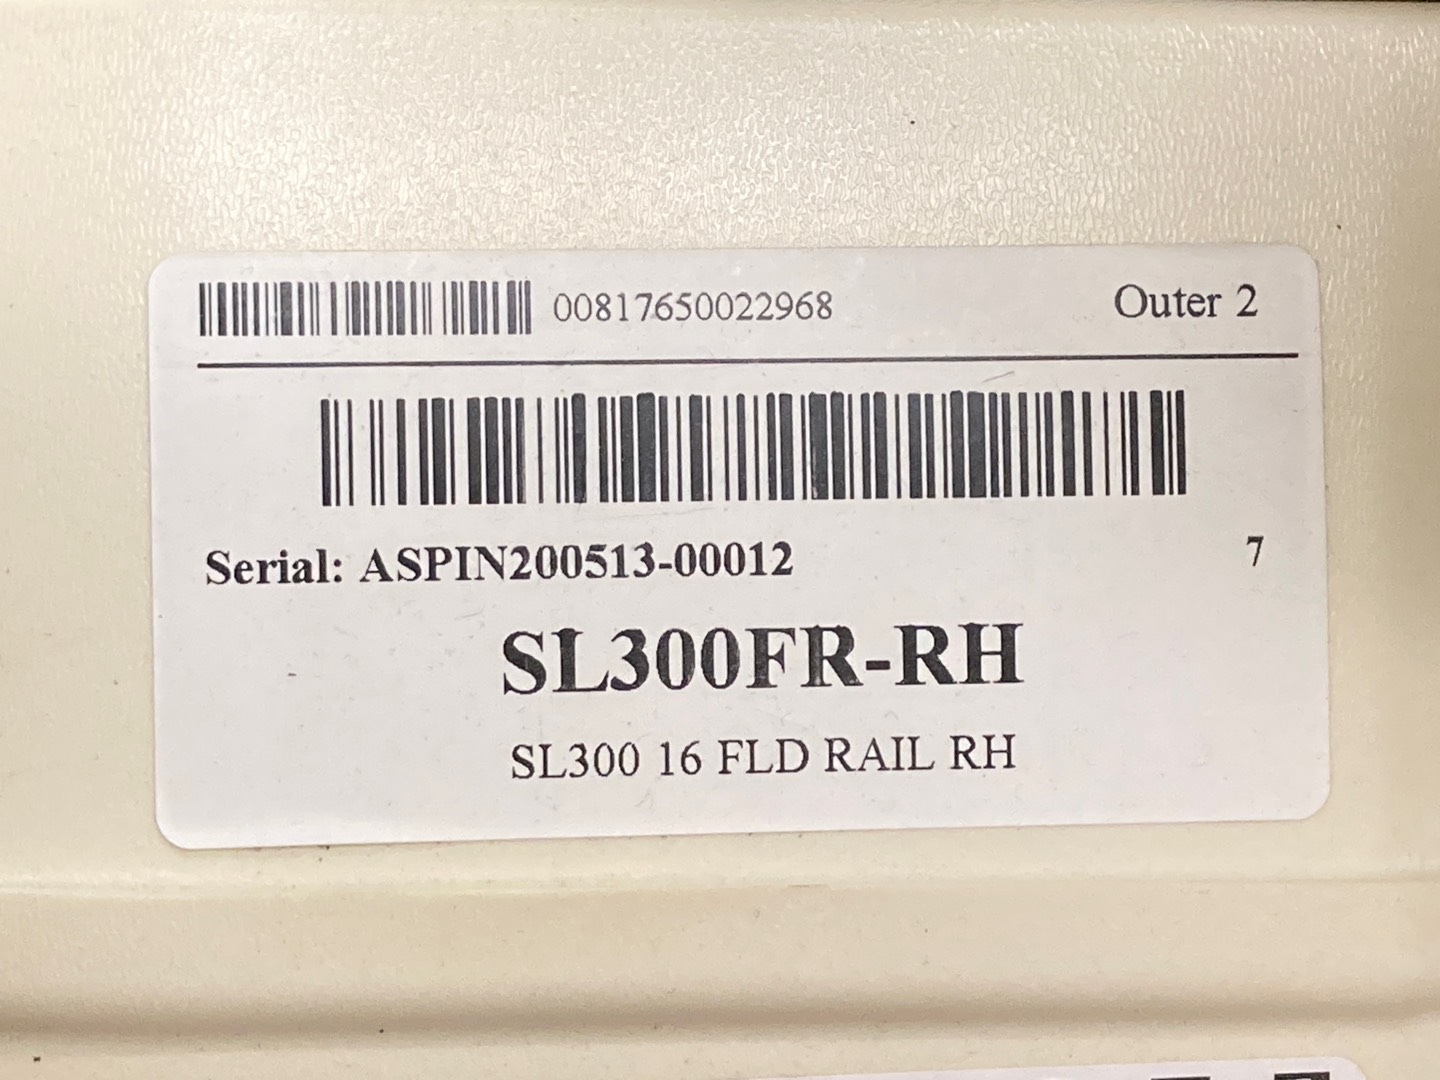 00817650022968 Outer 2
Serial: ASPIN200513-00012 7
SL300FR-RH
SL300 16 FLD RAIL RH